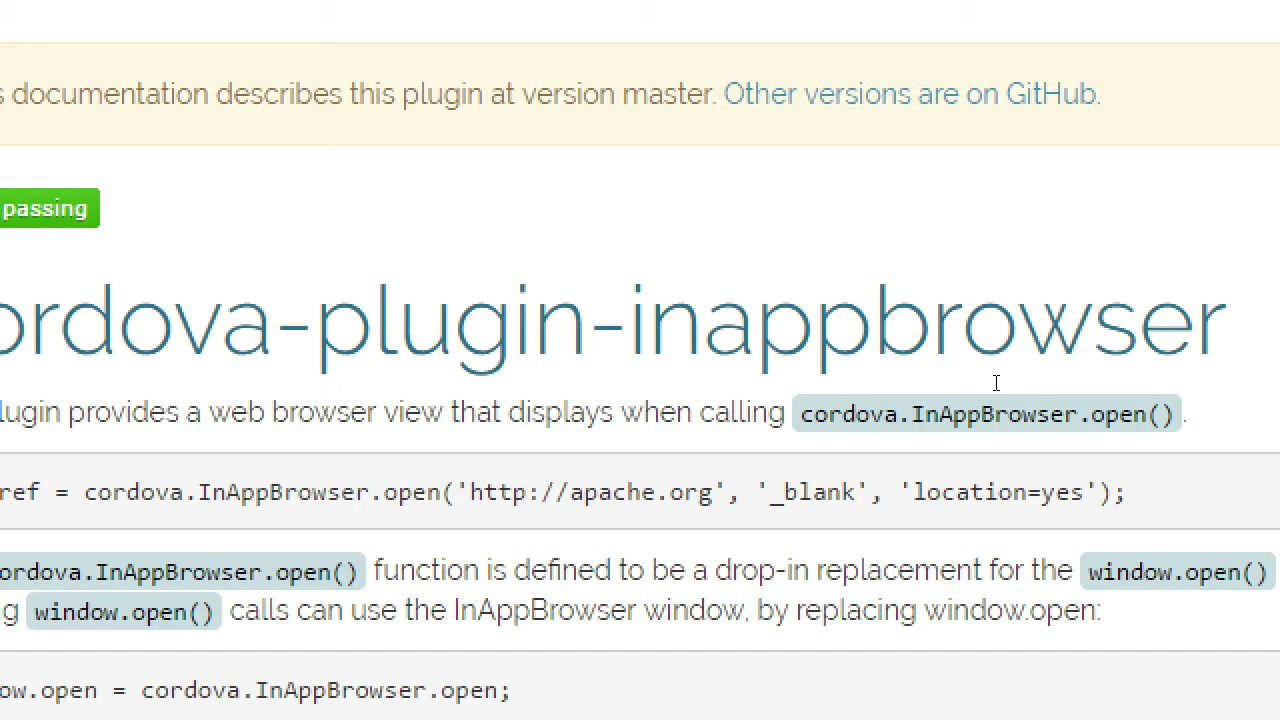 s documentation describes this plugin at version master. Other versions are on GitHub.
passing
ordova-plugin-inappbrowser
lugin provides a web browser view that displays when calling cordova.InAppBrowser.open().
ref = cordova.InAppBrowser.open('http://apache.org', '_blank', 'location=yes');
ordova.InAppBrowser.open() function is defined to be a drop-in replacement for the window.open()
g window.open() calls can use the InAppBrowser window, by replacing window.open:
ow.open = cordova.InAppBrowser.open;